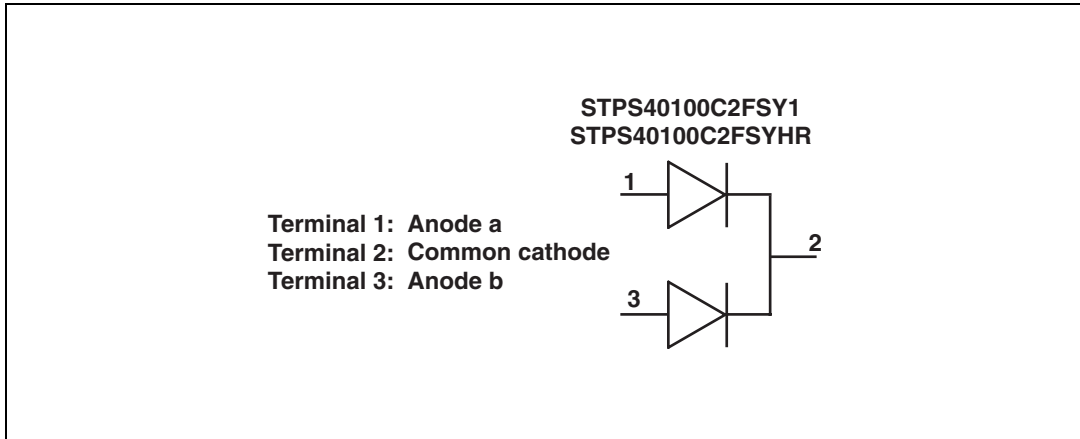 STPS40100C2FSY1
STPS40100C2FSYHR
1
Terminal 1: Anode a
Terminal 2: Common cathode
Terminal 3: Anode b
2
3